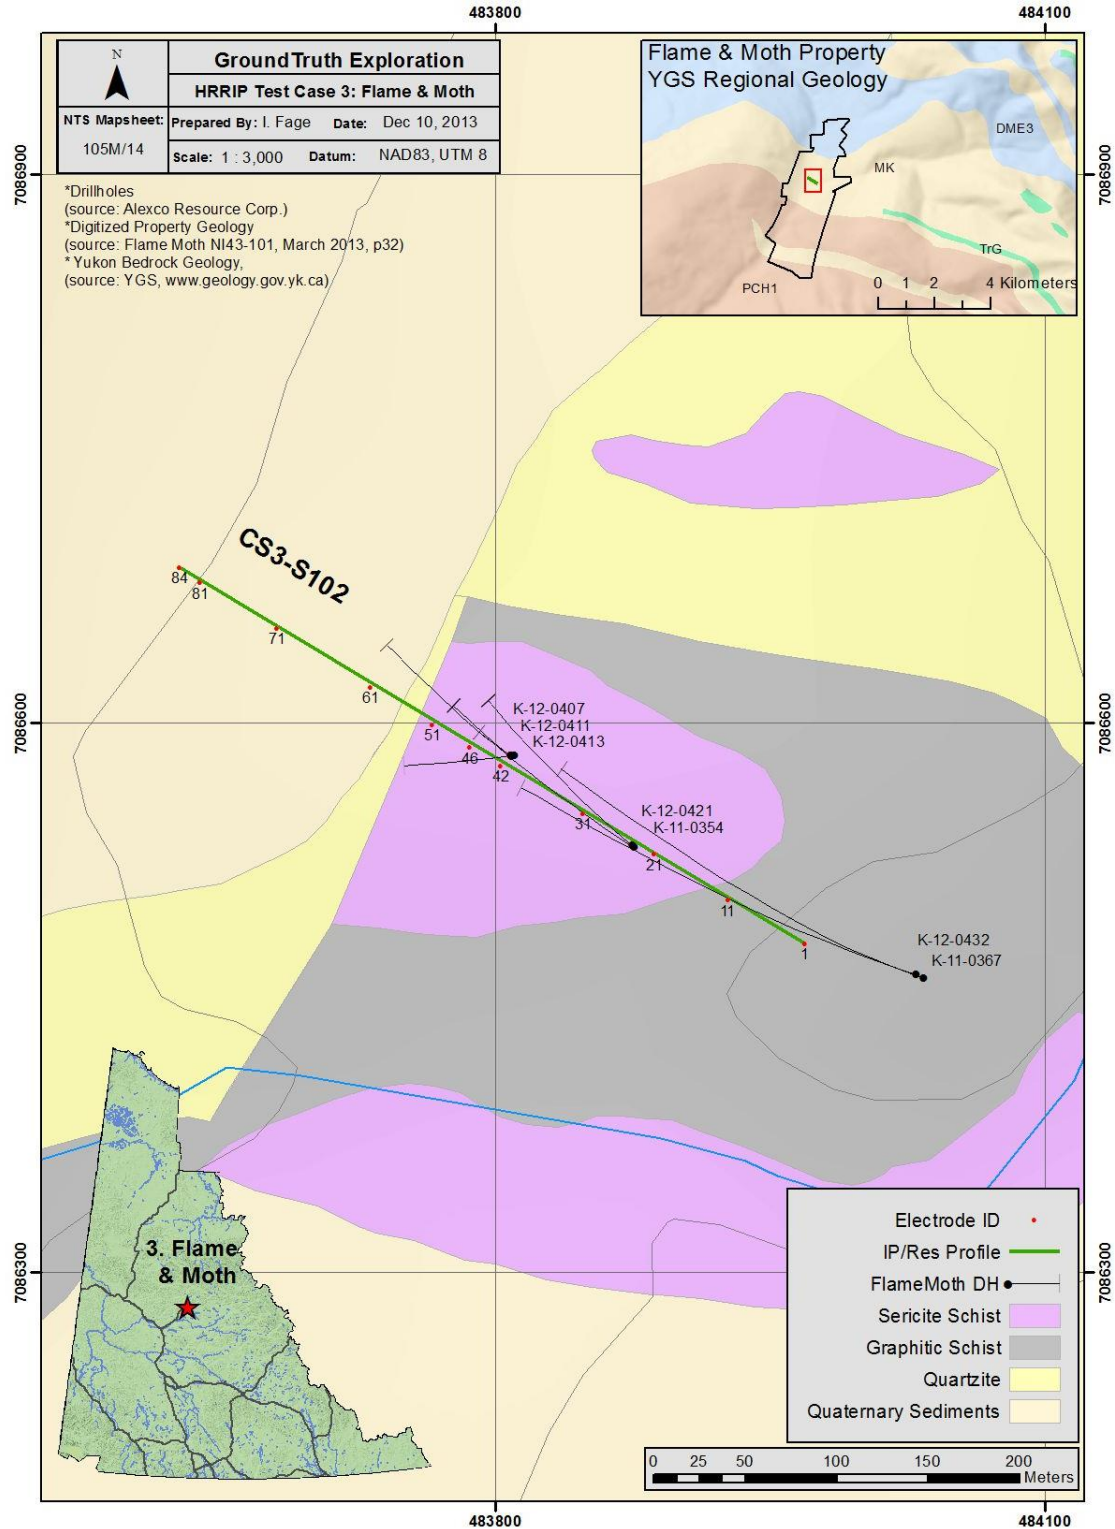 483800
484100
N
NTS Mapsheet:
105M/14
GroundTruth Exploration
HRRIP Test Case 3: Flame & Moth
Prepared By: I. Fage Date: Dec 10, 2013
Scale: 1 : 3,000 Datum: NAD83, UTM 8
Flame & Moth Property
YGS Regional Geology
DME3
MK
TrG
PCH1
0 1 2 4 Kilometers
7086900
7086900
*Drillholes
(source: Alexco Resource Corp.)
*Digitized Property Geology
(source: Flame Moth NI43-101, March 2013, p32)
* Yukon Bedrock Geology,
(source: YGS, www.geology.gov.yk.ca)
CS3-S102
84
81
71
61
51
46
42
31
21
11
1
K-12-0407
K-12-0411
K-12-0413
K-12-0421
K-11-0354
K-12-0432
K-11-0367
7086600
7086600
3. Flame
& Moth
7086300
7086300
Electrode ID
IP/Res Profile
FlameMoth DH
Sericite Schist
Graphitic Schist
Quartzite
Quaternary Sediments
0 25 50 100 150 200
Meters
483800
484100